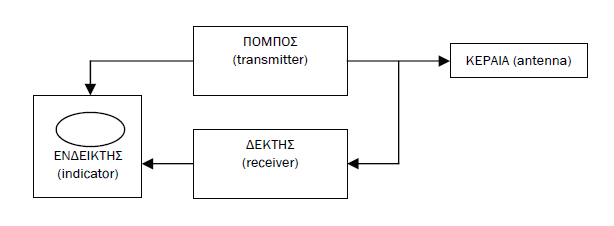 ΠΟΜΠΟΣ
(transmitter)
ΚΕΡΑΙΑ (antenna)
ΕΝΔΕΙΚΤΗΣ
(indicator)
ΔΕΚΤΗΣ
(receiver)